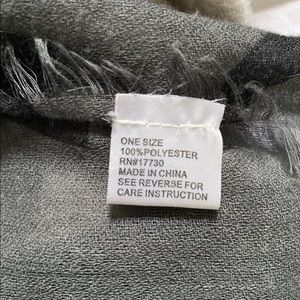 ONE SIZE
100%POLYESTER
RN#17730
MADE IN CHINA
SEE REVERSE FOR
CARE INSTRUCTION